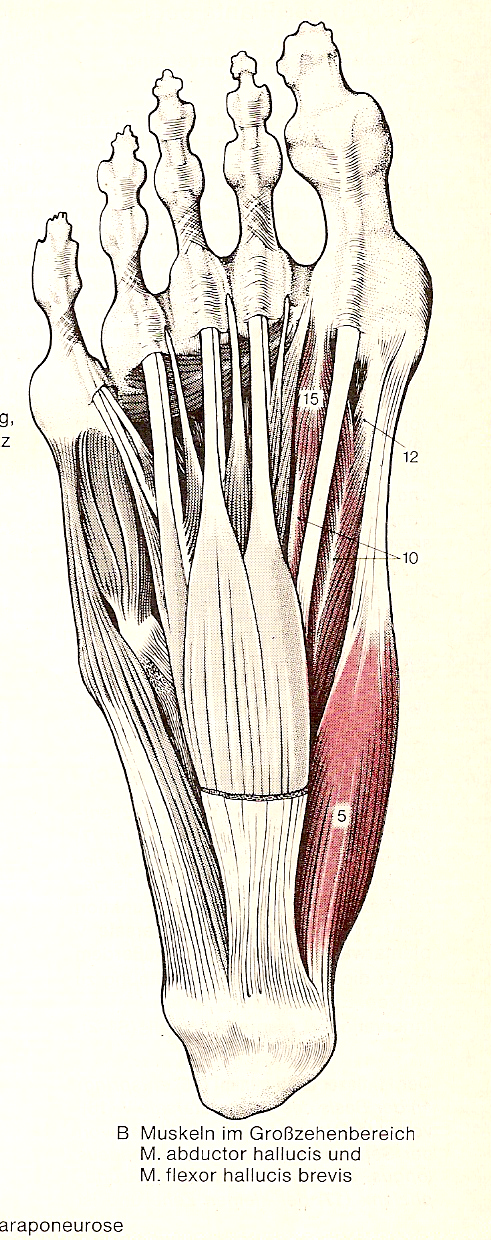 g,
z
15
12
10
5
B Muskeln im Großzehenbereich
M. abductor hallucis und
M. flexor hallucis brevis
araponeurose